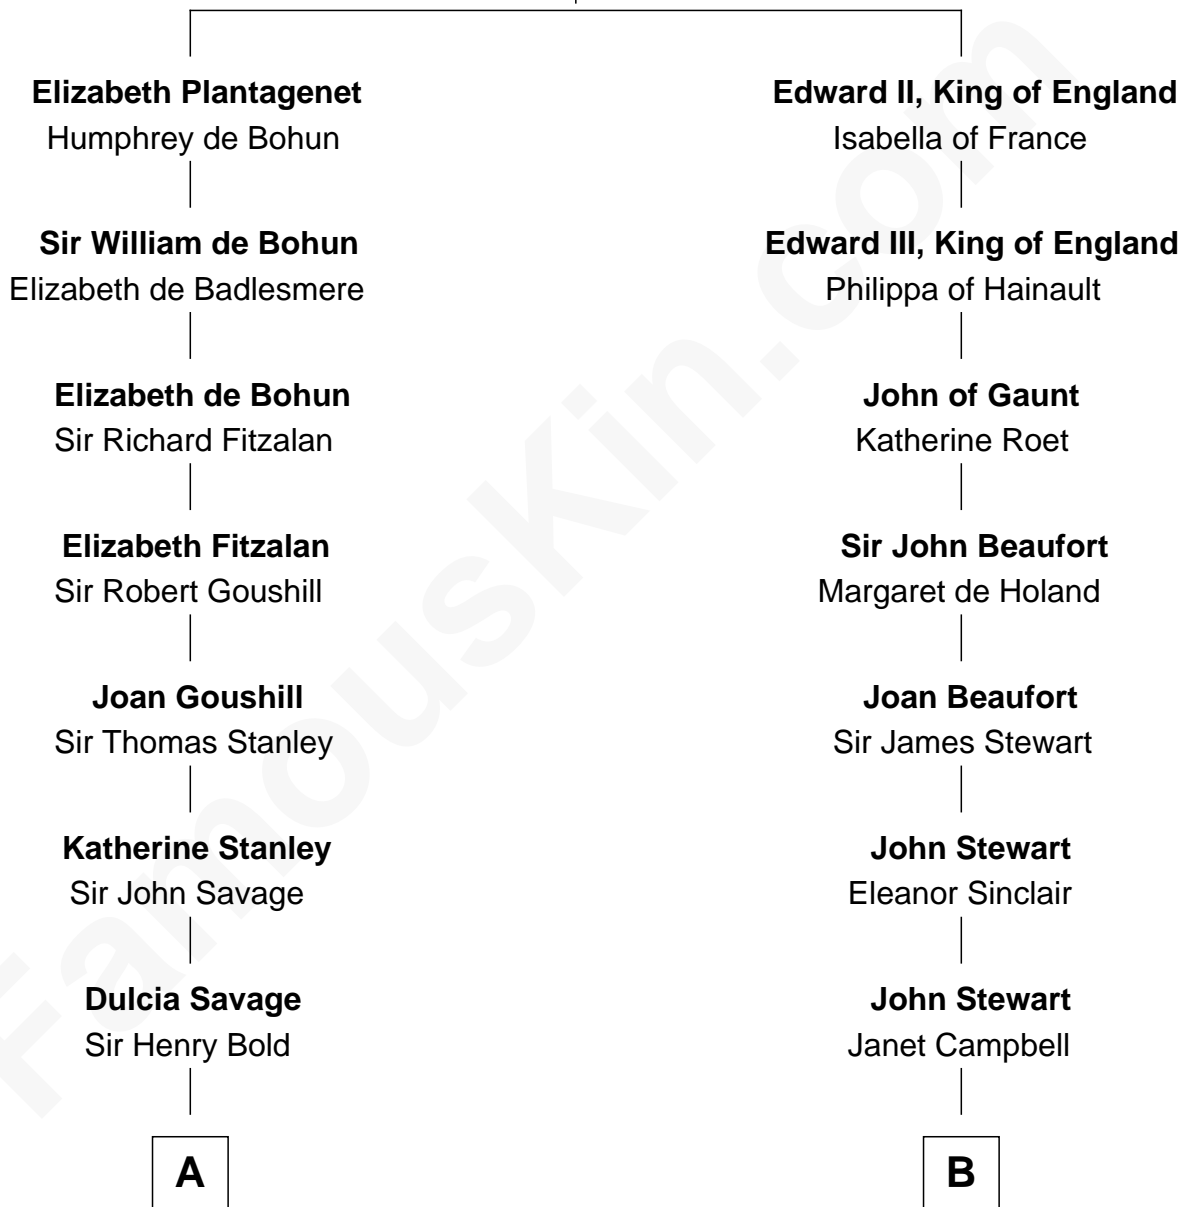 Elizabeth Plantagenet
Humphrey de Bohun
Sir William de Bohun
Elizabeth de Badlesmere
Elizabeth de Bohun
Sir Richard Fitzalan
Elizabeth Fitzalan
Sir Robert Goushill
Joan Goushill
Sir Thomas Stanley
Katherine Stanley
Sir John Savage
Dulcia Savage
Sir Henry Bold
A
Edward II, King of England
Isabella of France
Edward III, King of England
Philippa of Hainault
John of Gaunt
Katherine Roet
Sir John Beaufort
Margaret de Holand
Joan Beaufort
Sir James Stewart
John Stewart
Eleanor Sinclair
John Stewart
Janet Campbell
B
FamousKin.com